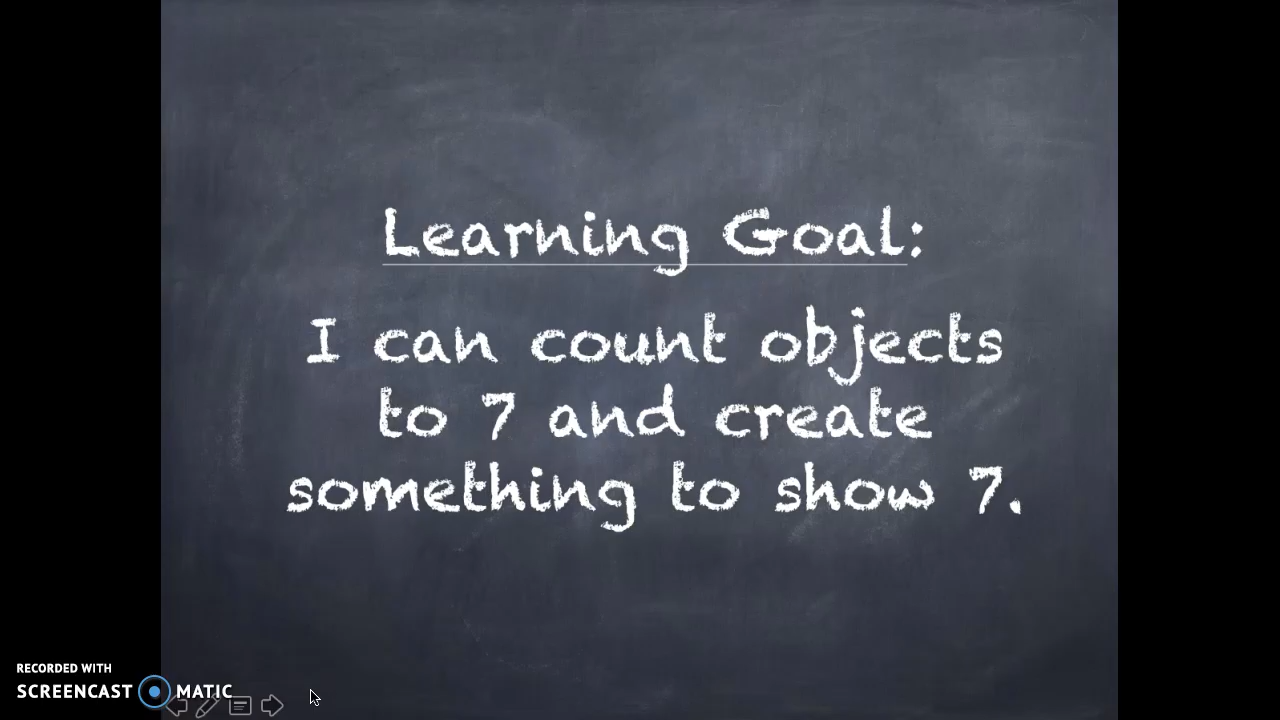 Learning Goal:
I can count objects
to 7 and create
something to show 7.
RECORDED WITH
SCREENCAST MATIC